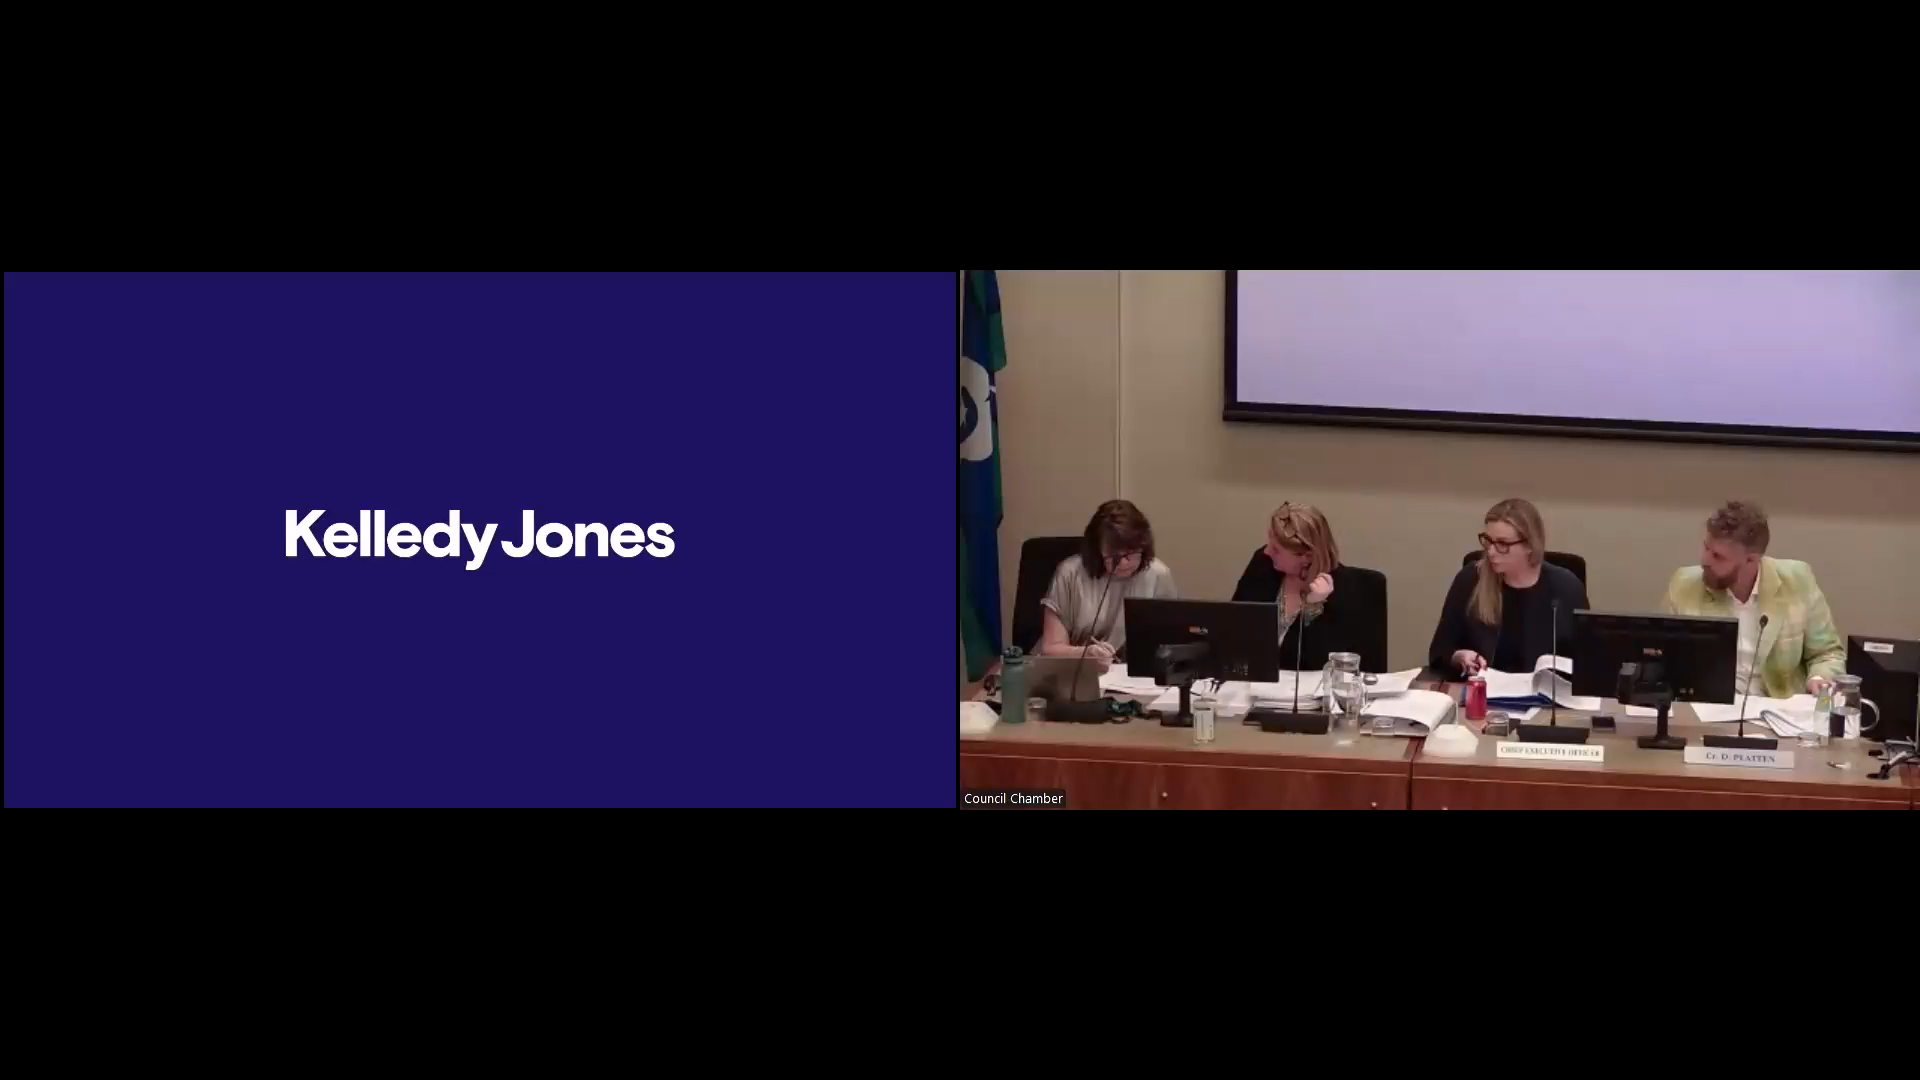 Kelledy Jones
CHIEF EXECUTIVE OFFICER
Cr. D. PLATTEN
Council Chamber